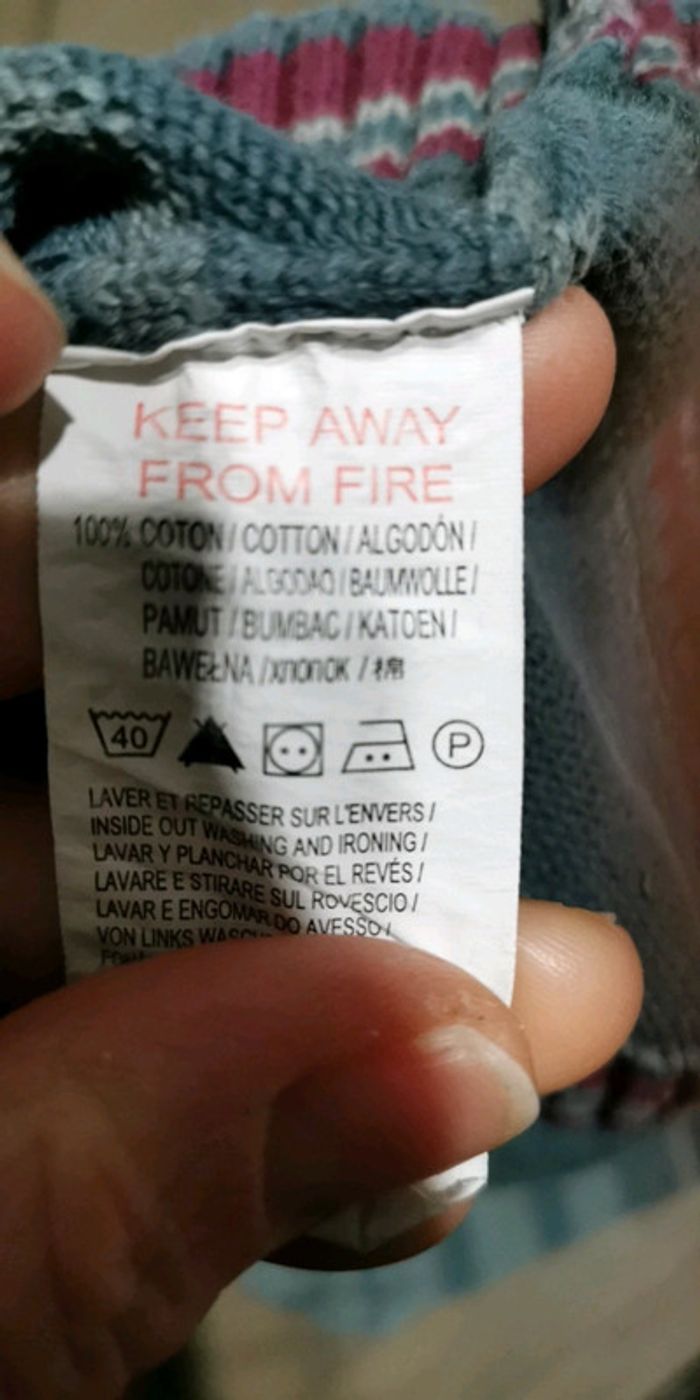 KEEP AWAY
FROM FIRE
100% COTON / COTTON / ALGODÓN /
COTONE / ALGODAO / BAUMWOLLE /
PAMUT / BUMBAC / KATOEN /
BAWEŁNA / хлопок / 棉
40
P
LAVER ET REPASSER SUR L'ENVERS /
INSIDE OUT WASHING AND IRONING /
LAVAR Y PLANCHAR POR EL REVÉS /
LAVARE E STIRARE SUL ROVESCIO /
LAVAR E ENGOMAR DO AVESSO /
VON LINKS